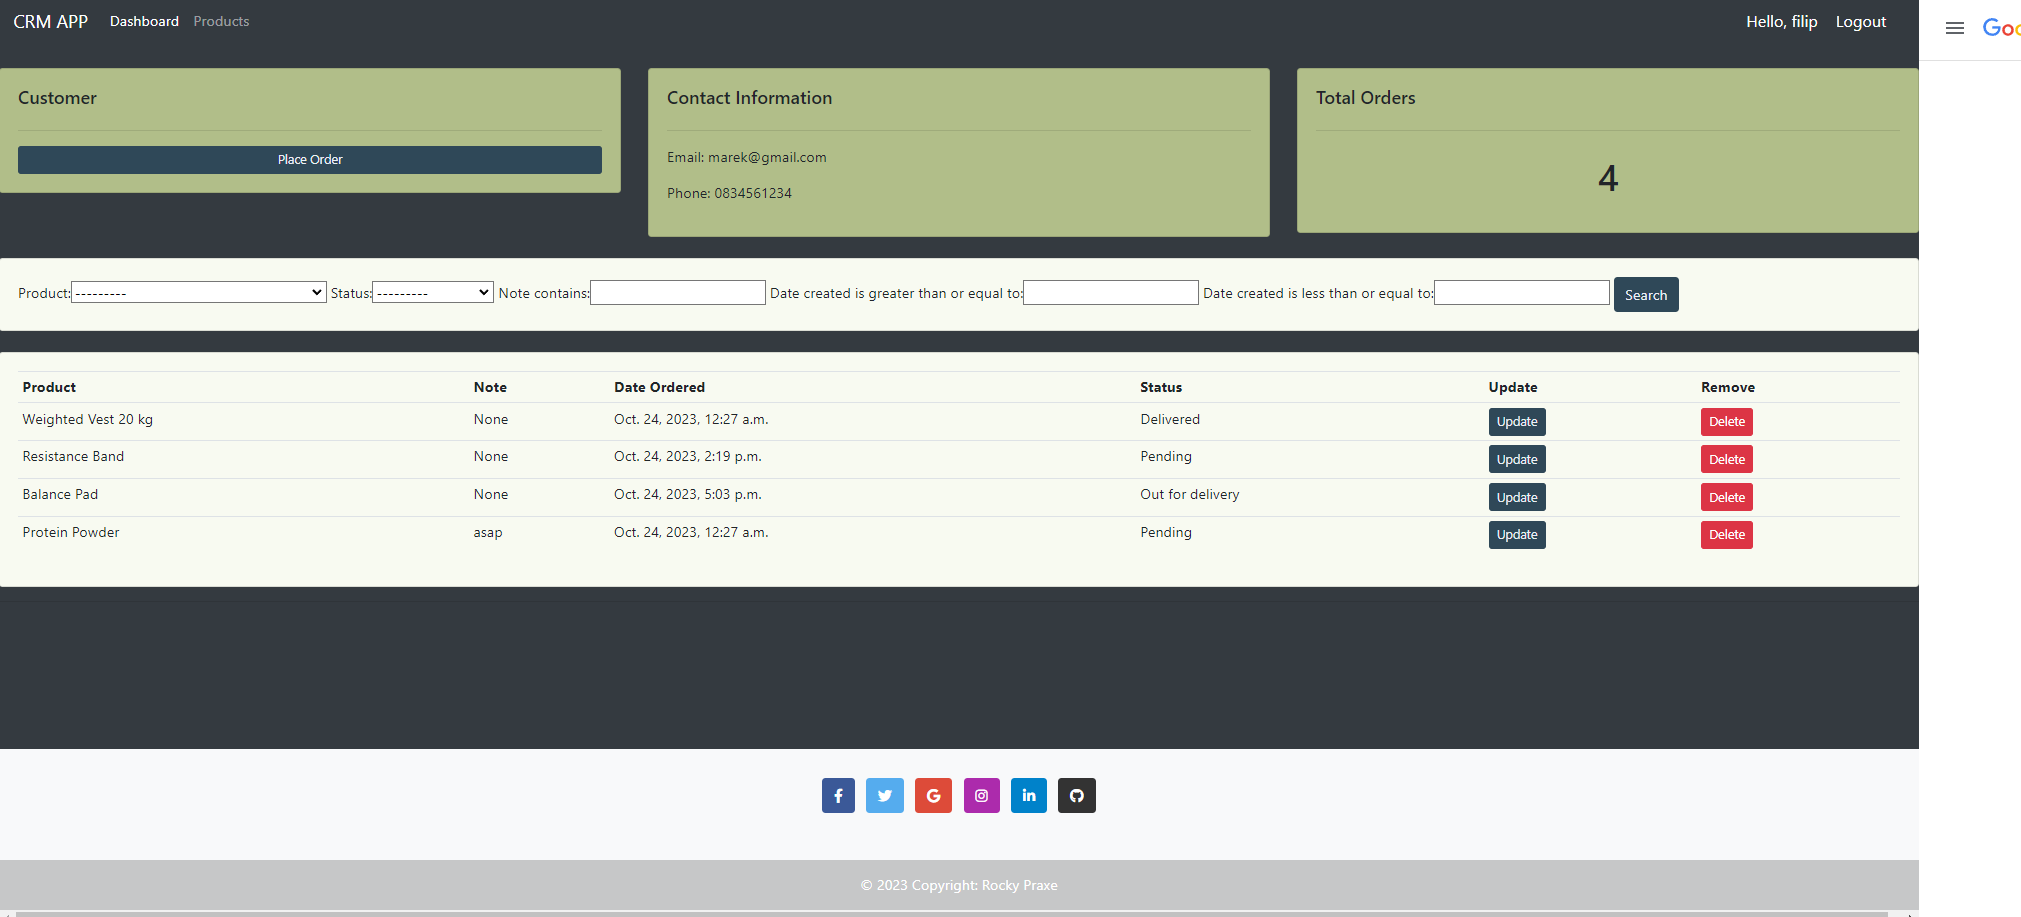 CRM APP Dashboard Products Hello, filip Logout
Customer
Place Order
Contact Information
Email: marek@gmail.com
Phone: 0834561234
Total Orders
4
Product: --------- Status: --------- Note contains: Date created is greater than or equal to: Date created is less than or equal to: Search
Product Note Date Ordered Status Update Remove
Weighted Vest 20 kg None Oct. 24, 2023, 12:27 a.m. Delivered Update Delete
Resistance Band None Oct. 24, 2023, 2:19 p.m. Pending Update Delete
Balance Pad None Oct. 24, 2023, 5:03 p.m. Out for delivery Update Delete
Protein Powder asap Oct. 24, 2023, 12:27 a.m. Pending Update Delete
© 2023 Copyright: Rocky Praxe